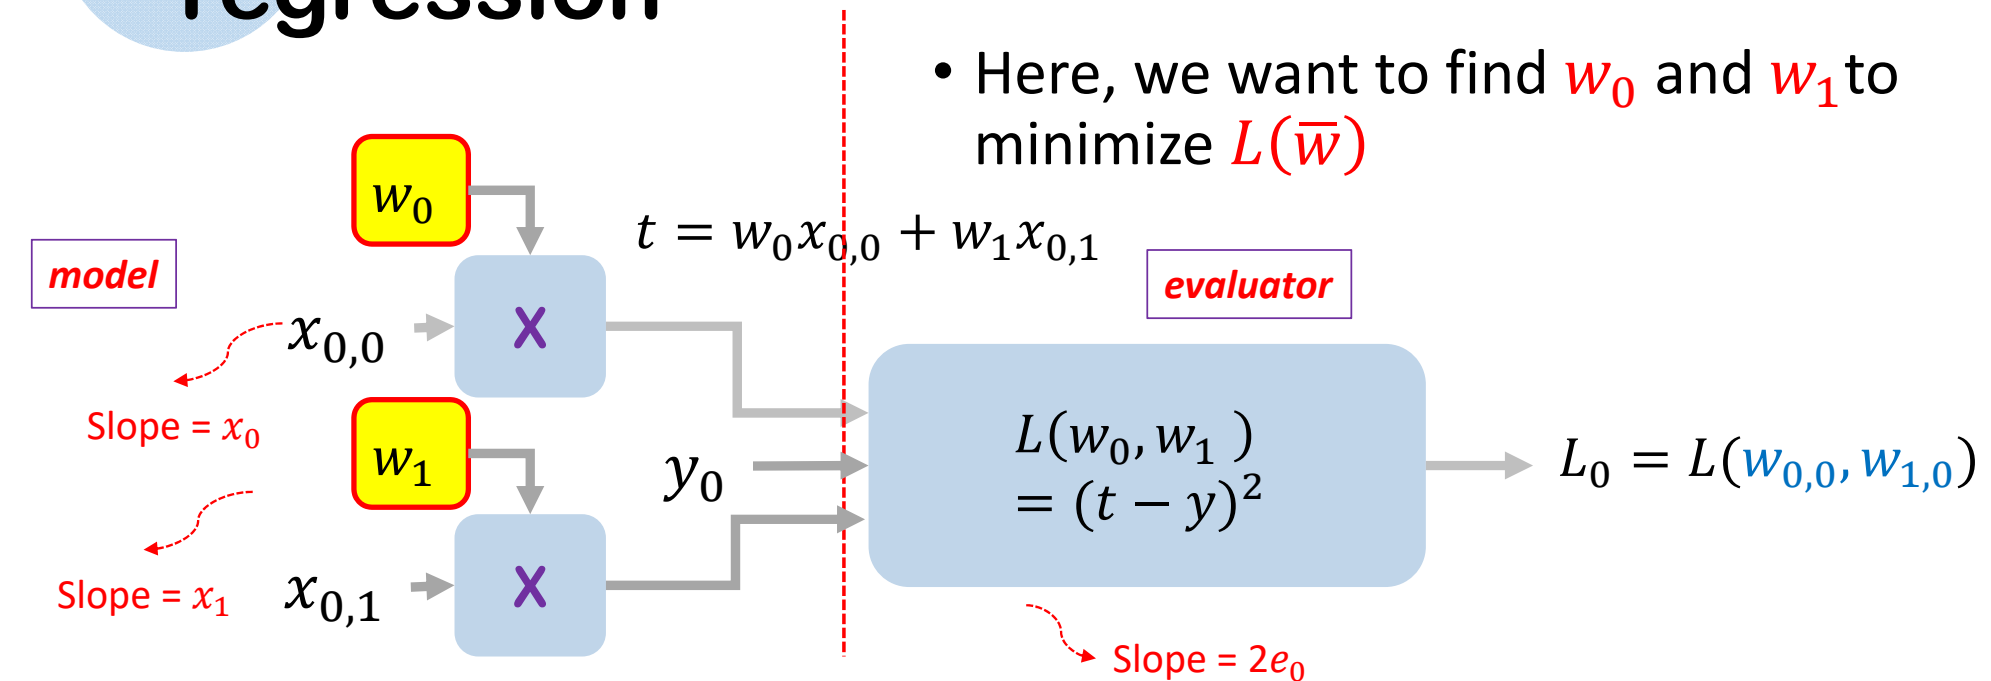 regression
• Here, we want to find w₀ and w₁ to
minimize L(w̅)
w₀
t = w₀x₀,₀ + w₁x₀,₁
model
evaluator
x₀,₀
X
Slope = x₀
w₁
y₀
L(w₀, w₁ )
= (t − y)²
L₀ = L(w₀,₀, w₁,₀)
Slope = x₁
x₀,₁
X
Slope = 2e₀